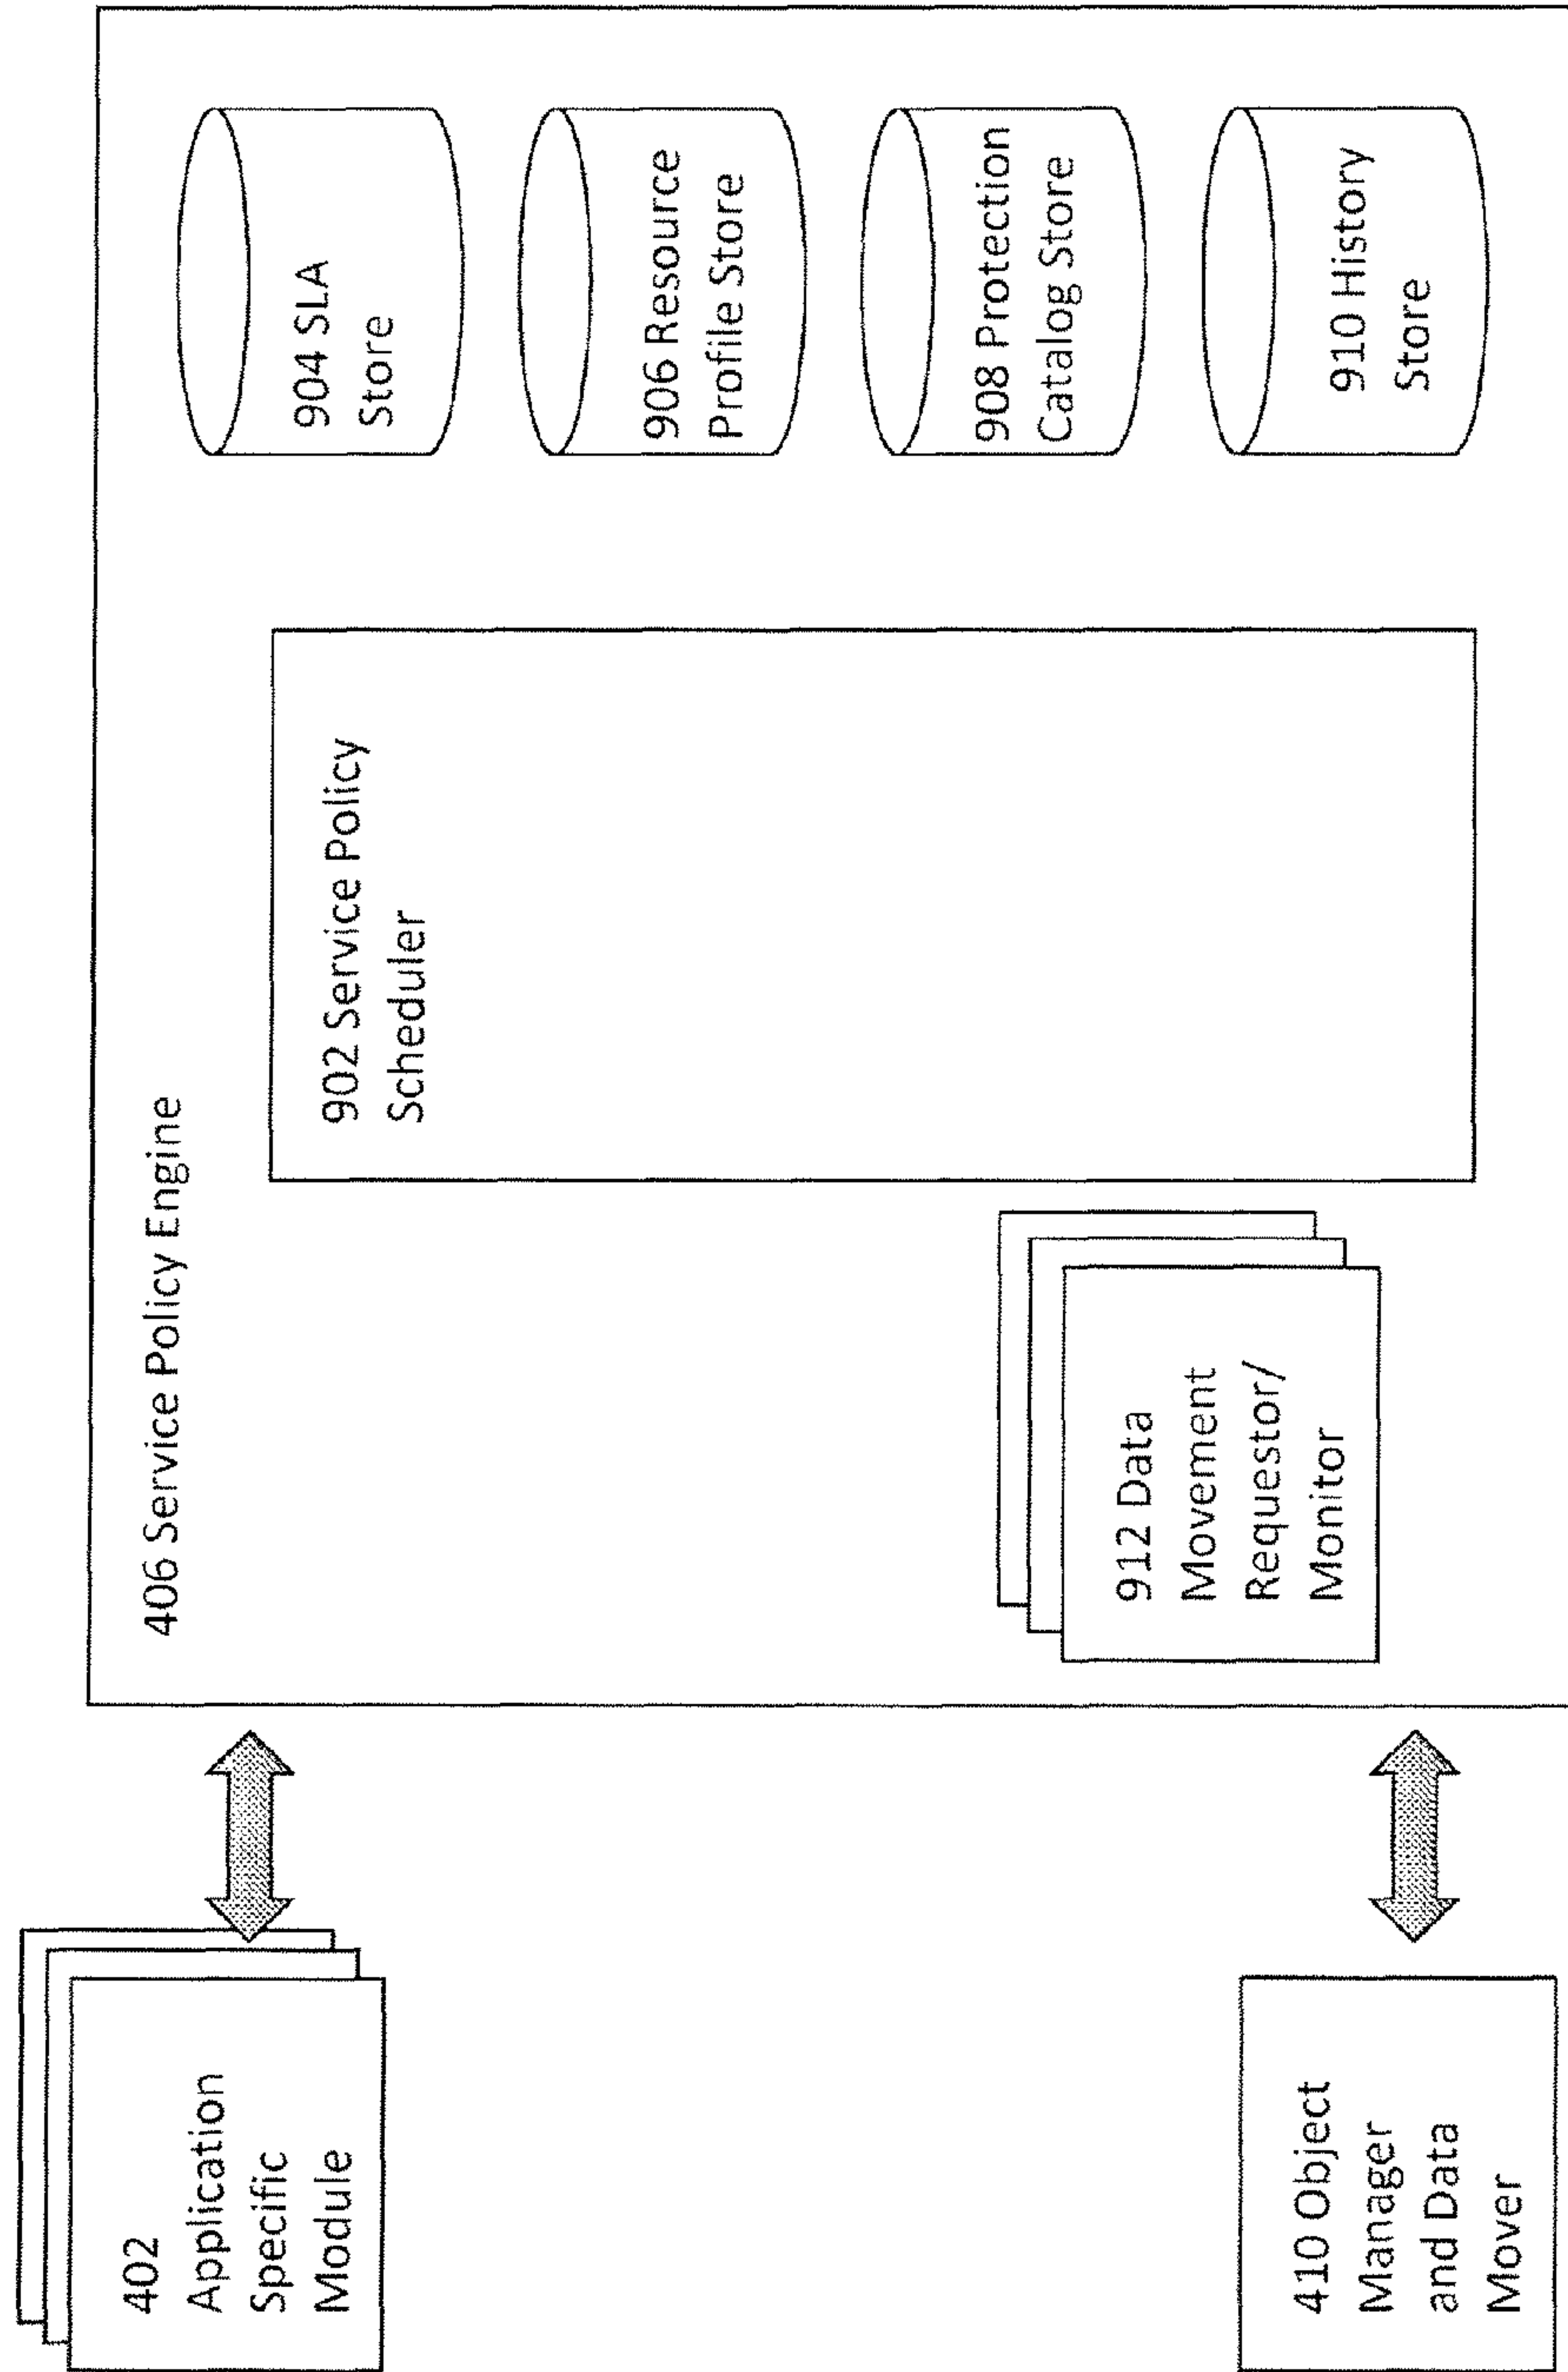 402
Application
Specific
Module
406 Service Policy Engine
902 Service Policy
Scheduler
904 SLA
Store
906 Resource
Profile Store
908 Protection
Catalog Store
910 History
Store
912 Data
Movement
Requestor/
Monitor
410 Object
Manager
and Data
Mover